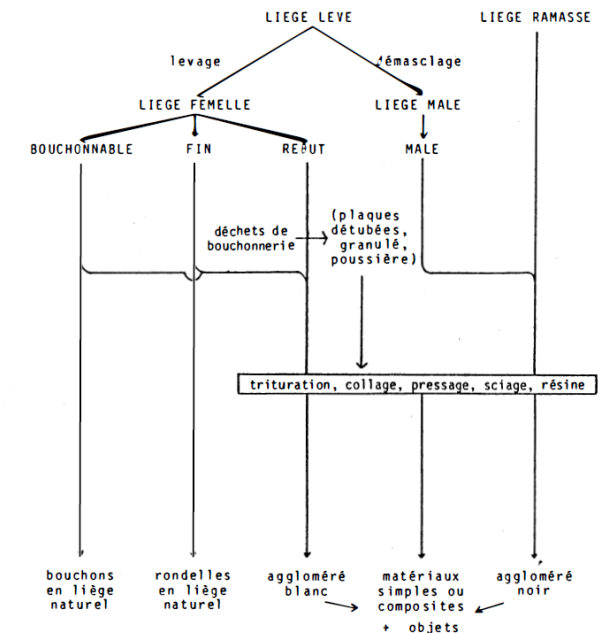 LIEGE LEVE
LIEGE RAMASSE
levage
démasclage
LIEGE FEMELLE
LIEGE MALE
BOUCHONNABLE
FIN
REBUT
MALE
déchets de
bouchonnerie
(plaques
détubées,
granulé,
poussière)
trituration, collage, pressage, sciage, résine
bouchons
en liège
naturel
rondelles
en liège
naturel
aggloméré
blanc
matériaux
simples ou
composites
+ objets
aggloméré
noir